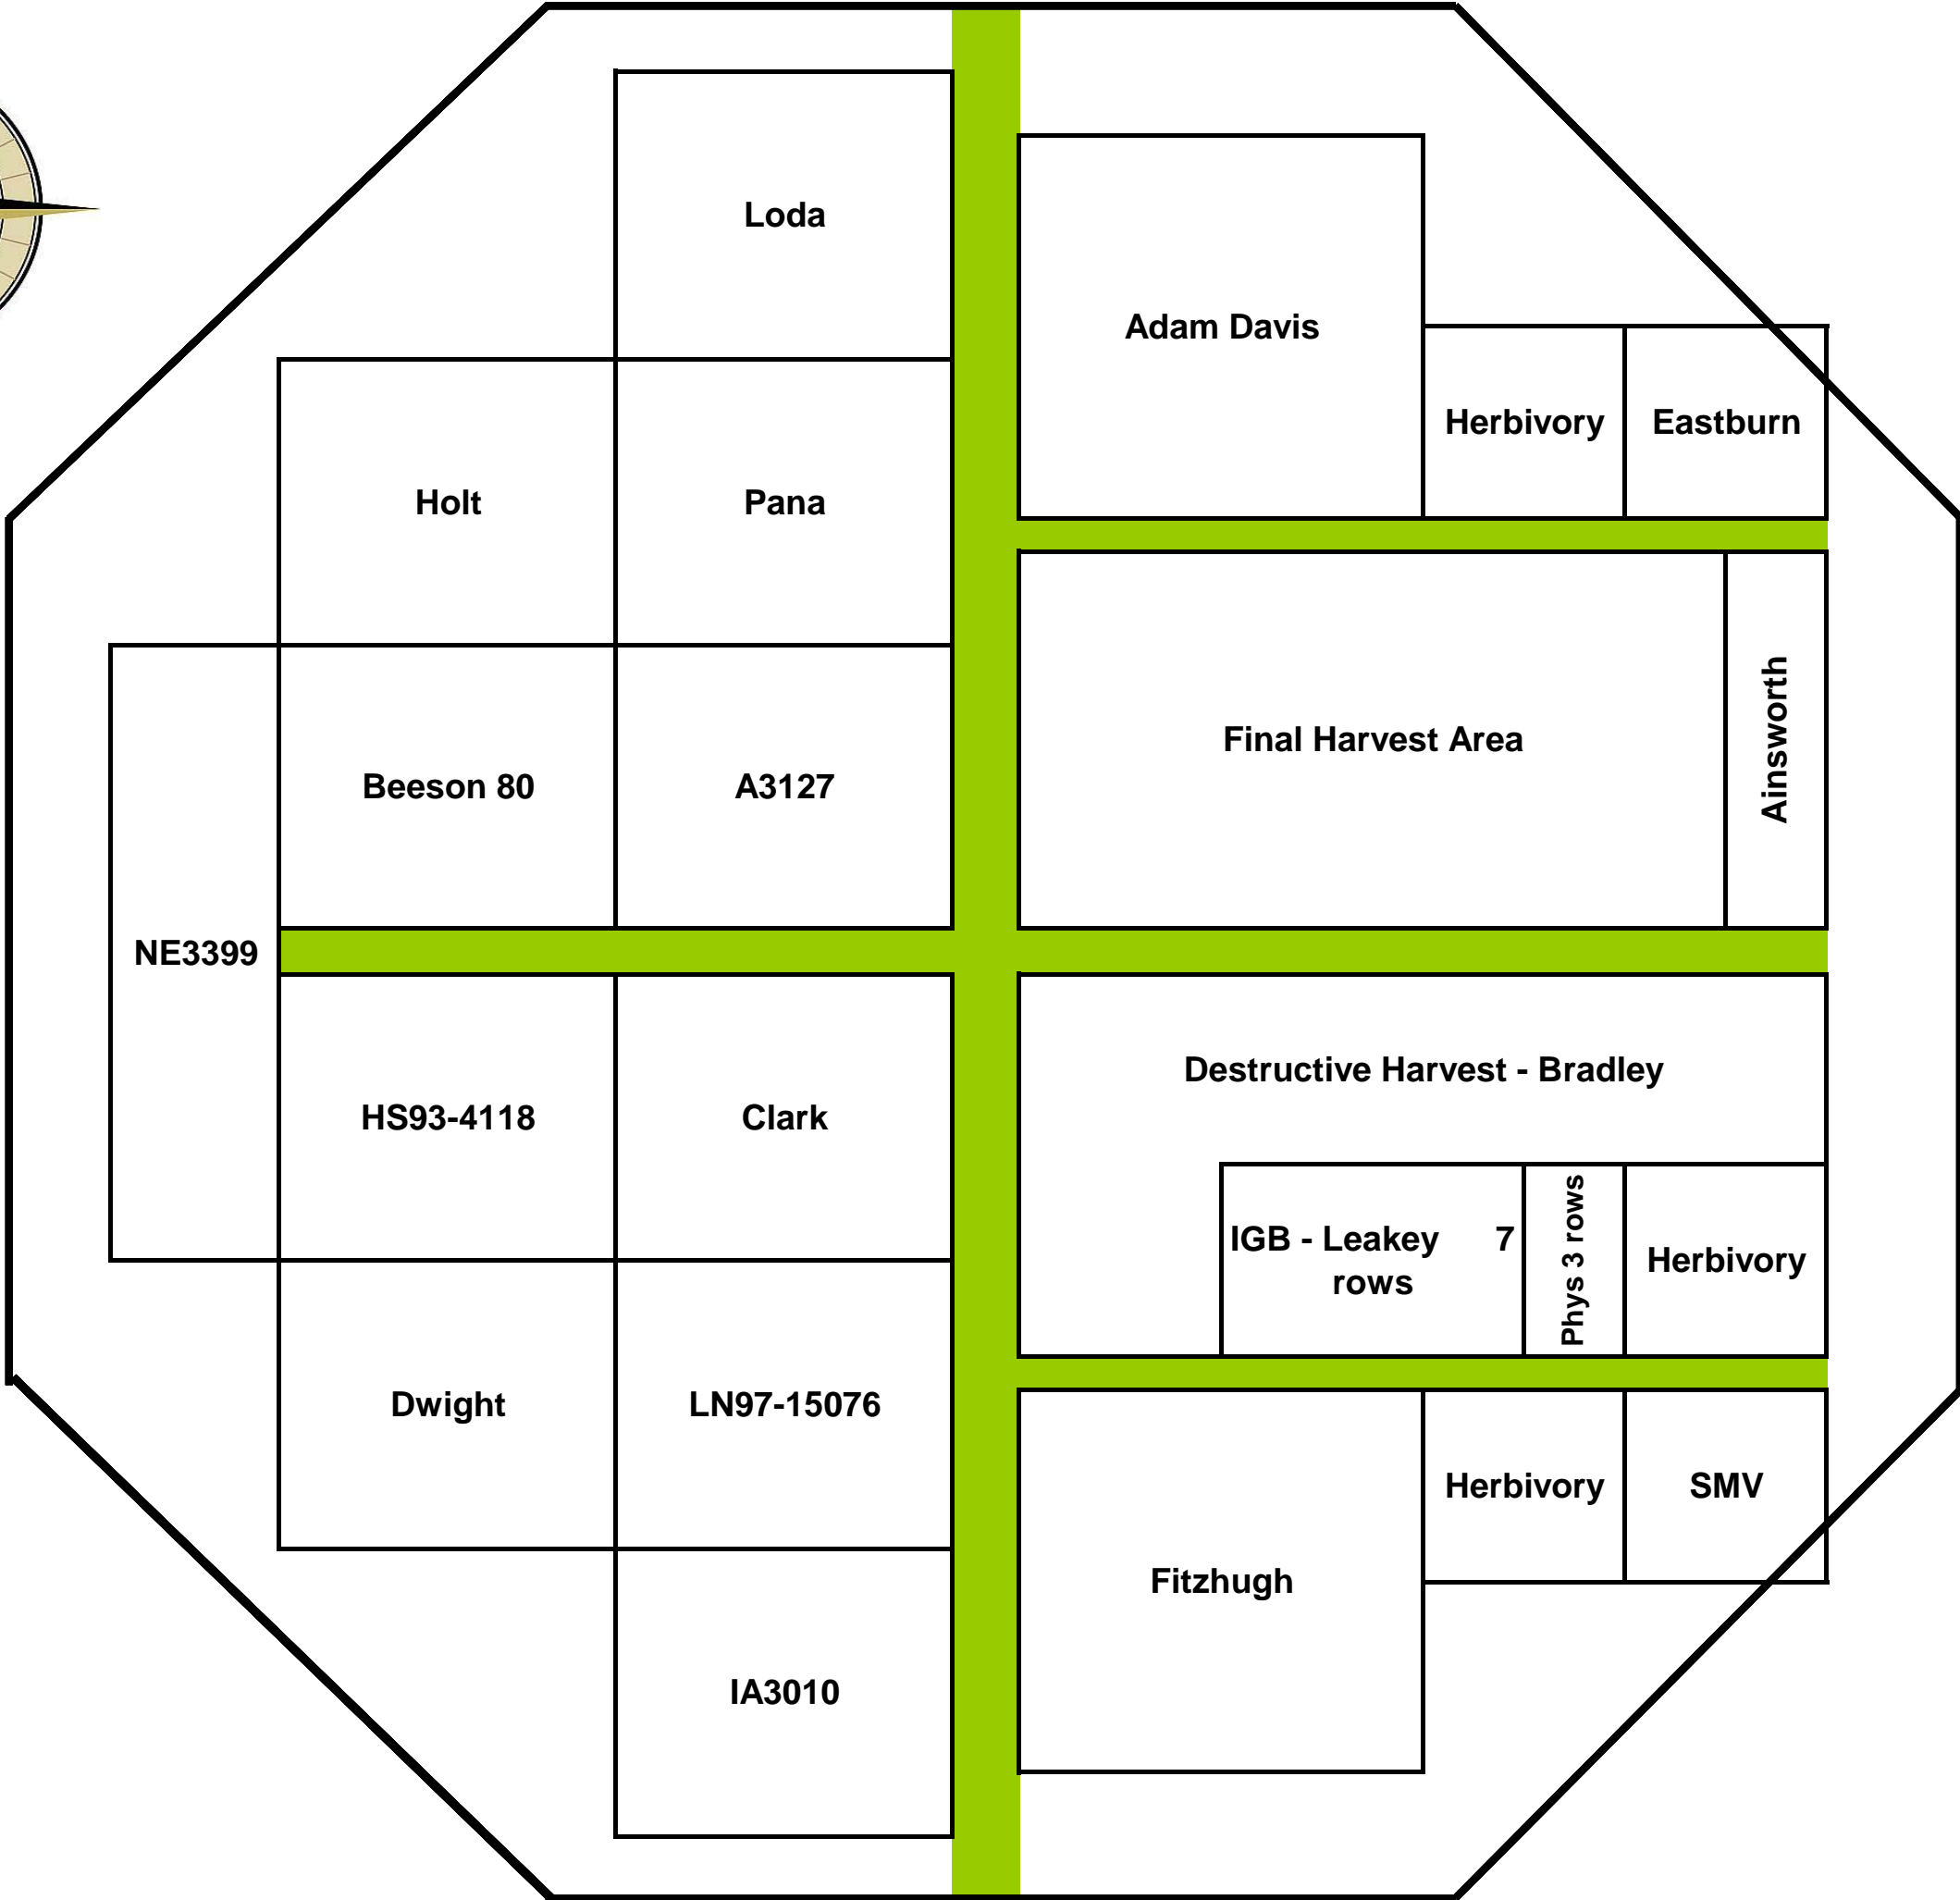 Loda
Adam Davis
Herbivory
Eastburn
Holt
Pana
Final Harvest Area
Ainsworth
Beeson 80
A3127
NE3399
Destructive Harvest - Bradley
HS93-4118
Clark
IGB - Leakey 7
rows
Phys 3 rows
Herbivory
Dwight
LN97-15076
Herbivory
SMV
Fitzhugh
IA3010